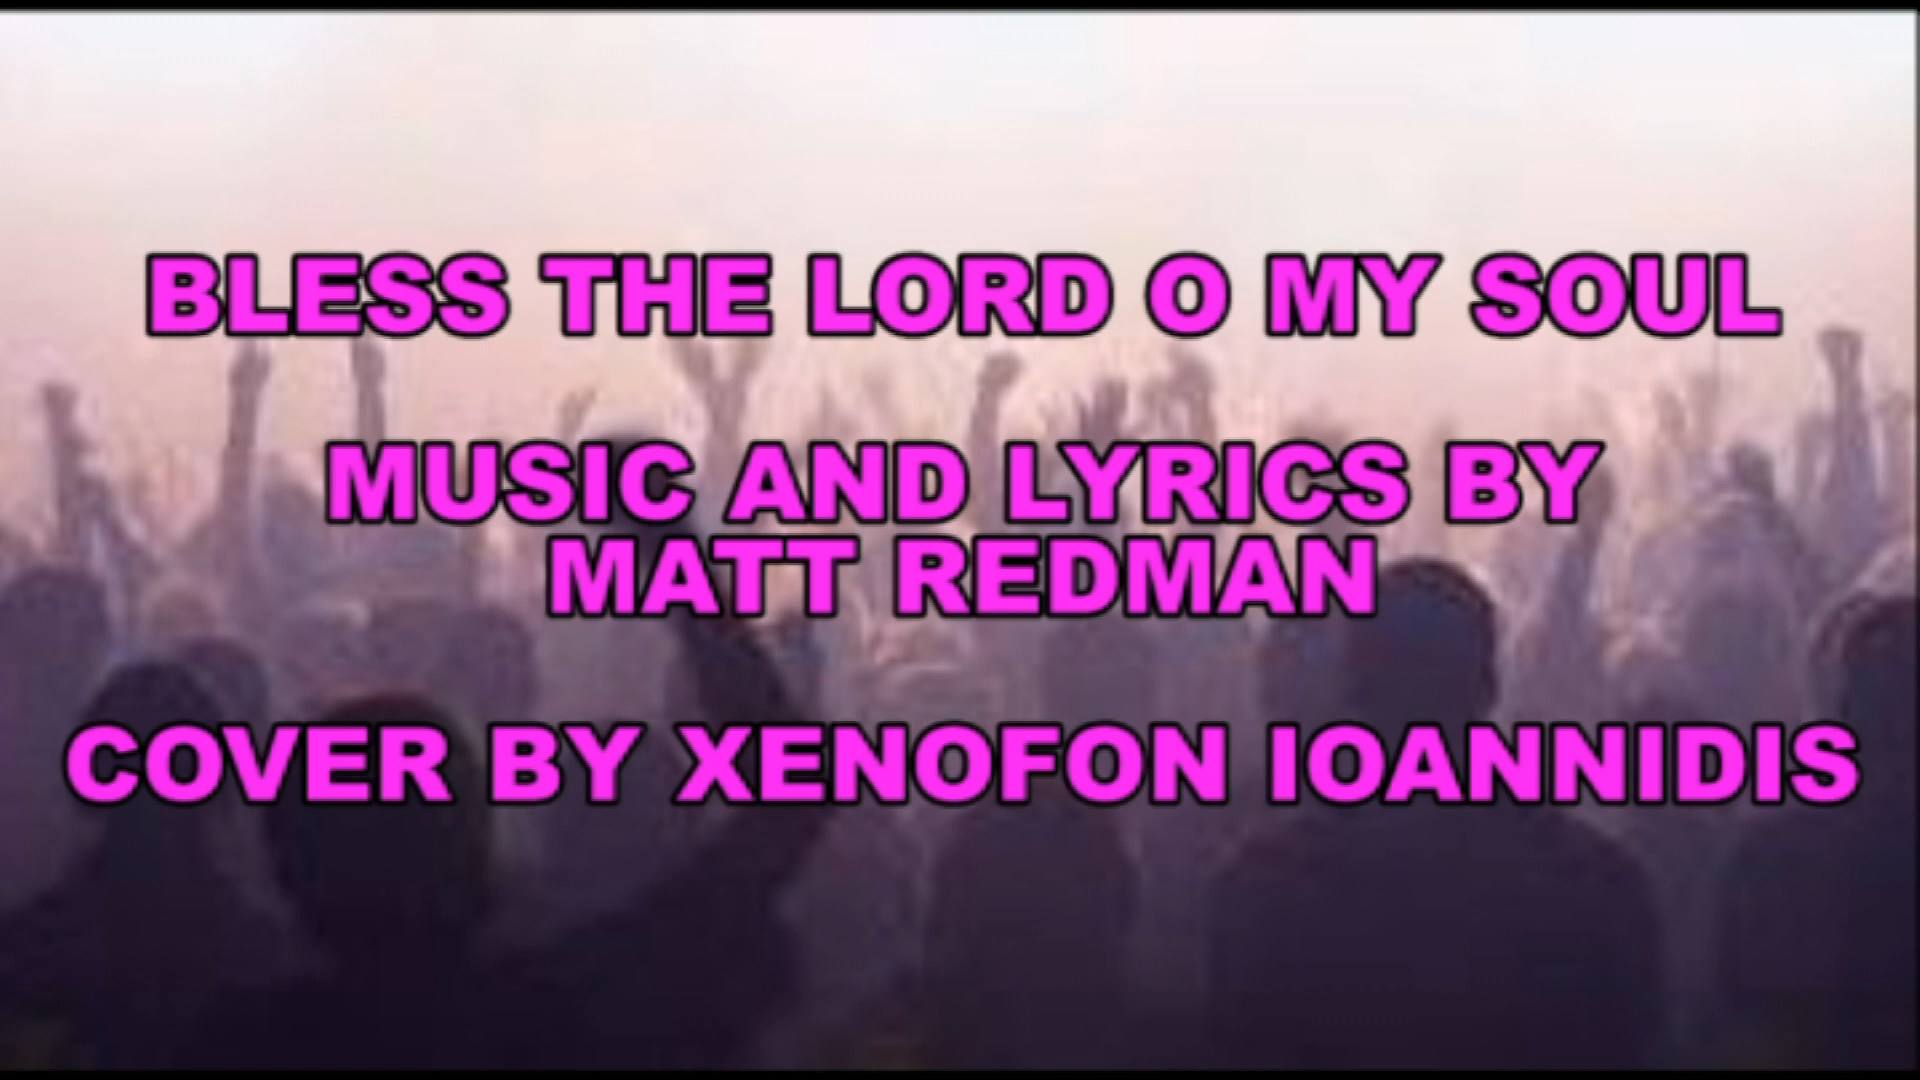 BLESS THE LORD O MY SOUL
MUSIC AND LYRICS BY
MATT REDMAN
COVER BY XENOFON IOANNIDIS